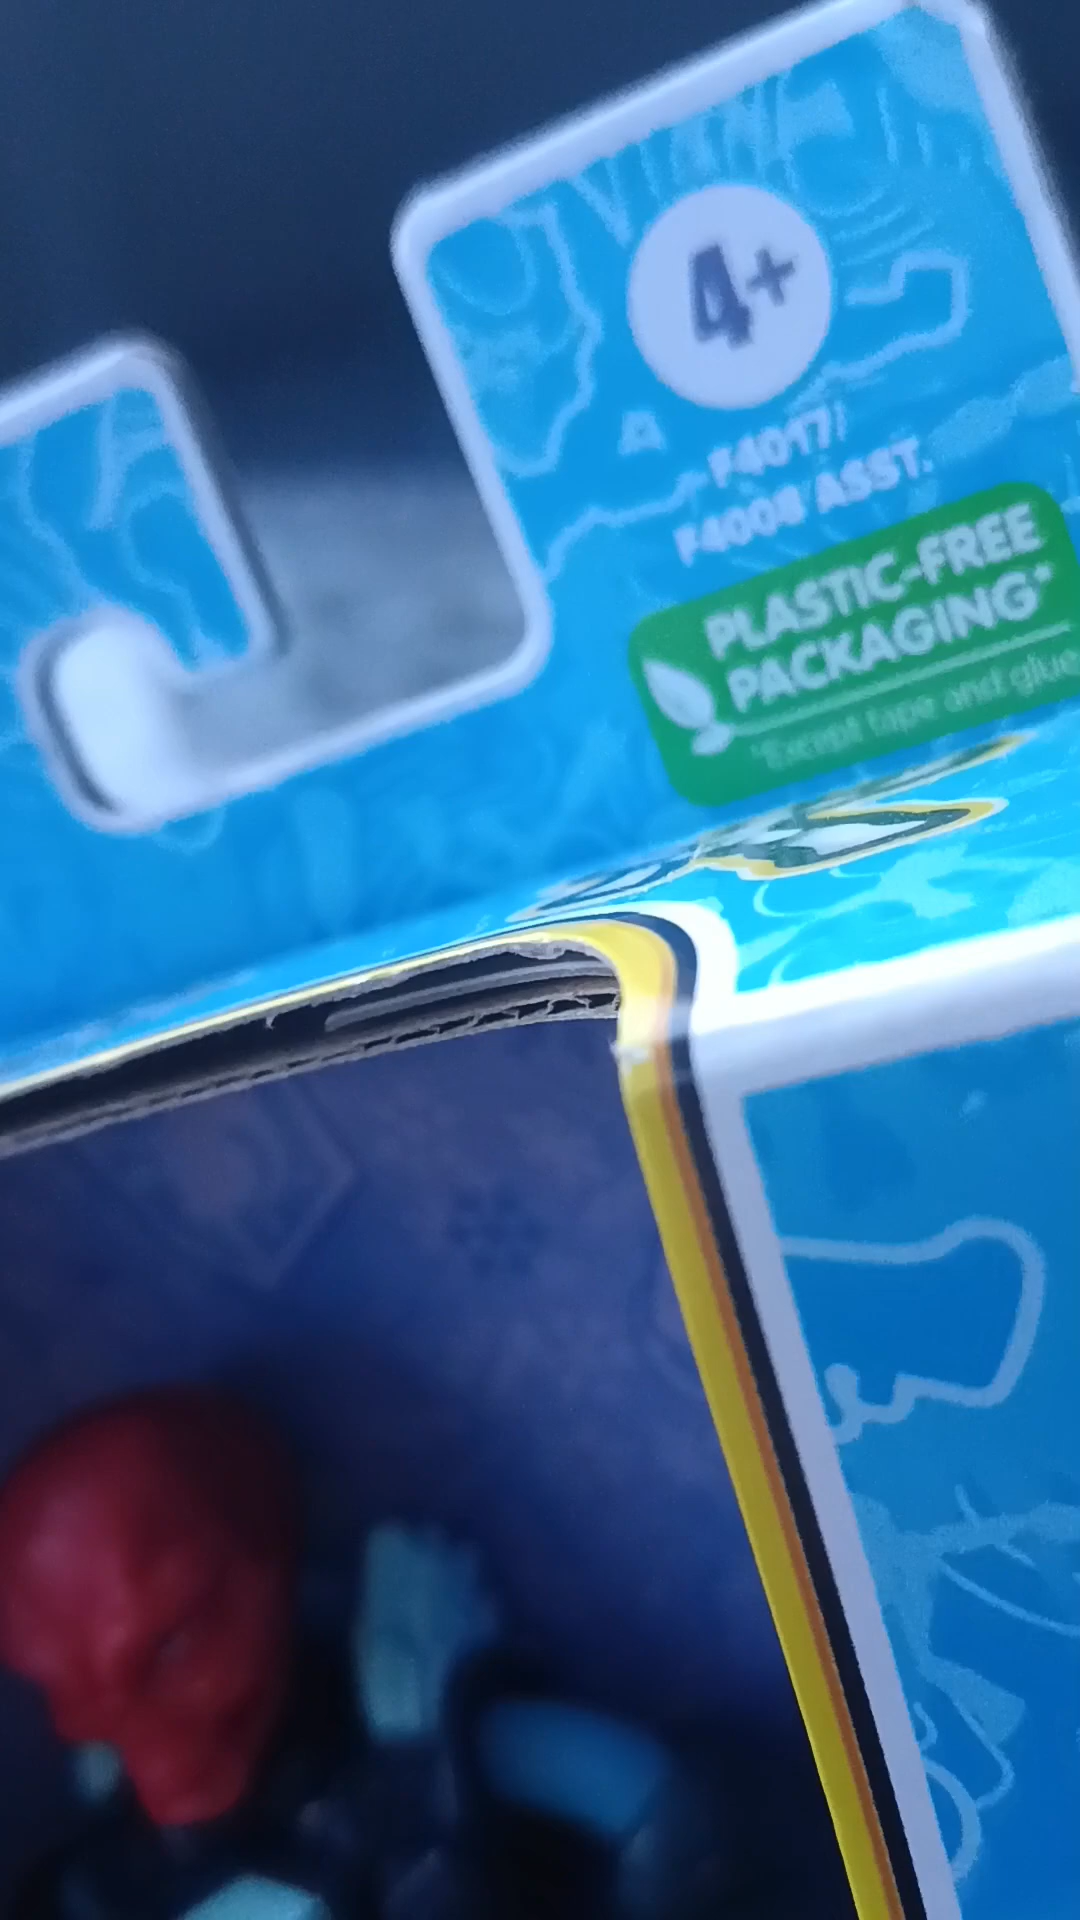 4+
F4017/
F4008 ASST.
PLASTIC-FREE
PACKAGING*
*Except tape and glue